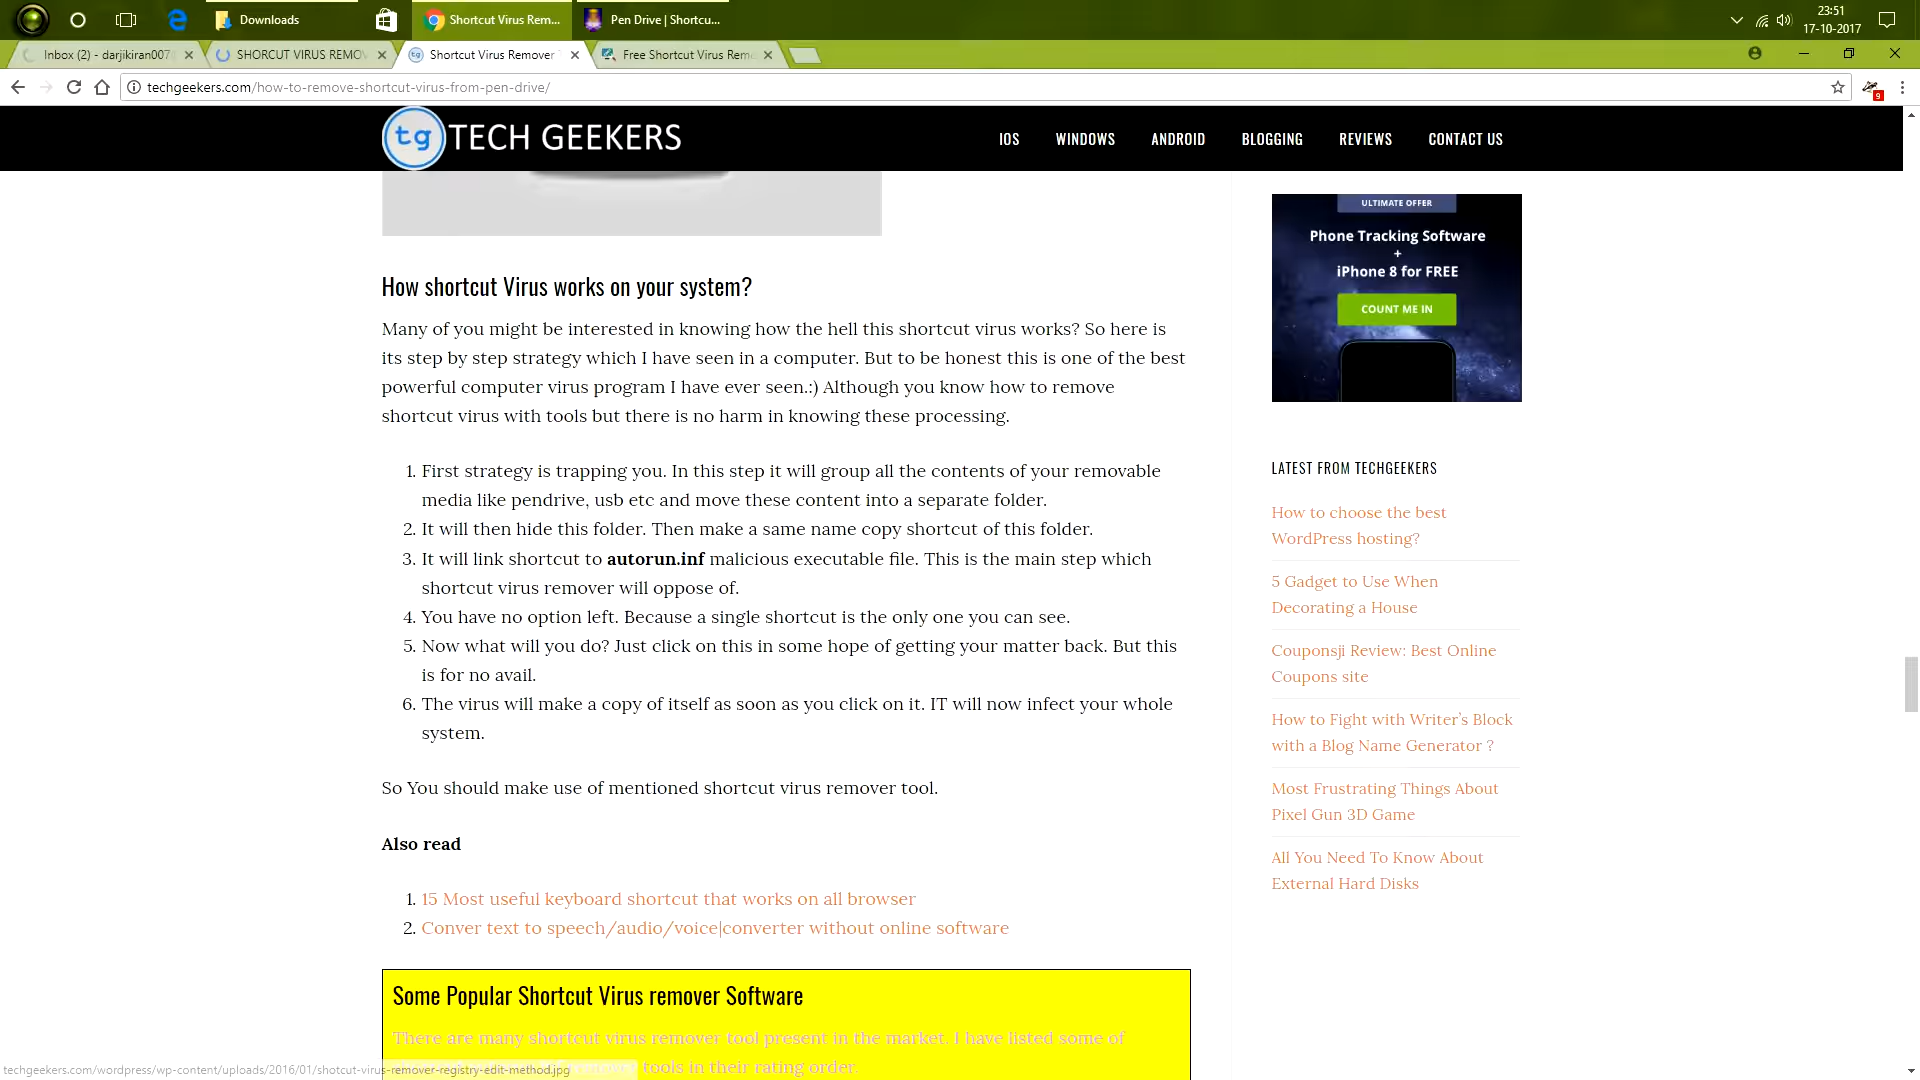 Downloads
Shortcut Virus Rem...
Pen Drive | Shortcu...
23:51
17-10-2017
Inbox (2) - darjikiran007
SHORCUT VIRUS REMOV
Shortcut Virus Remover
Free Shortcut Virus Rem
techgeekers.com/how-to-remove-shortcut-virus-from-pen-drive/
9
tg TECH GEEKERS
IOS WINDOWS ANDROID BLOGGING REVIEWS CONTACT US
How shortcut Virus works on your system?
Many of you might be interested in knowing how the hell this shortcut virus works? So here is
its step by step strategy which I have seen in a computer. But to be honest this is one of the best
powerful computer virus program I have ever seen.:) Although you know how to remove
shortcut virus with tools but there is no harm in knowing these processing.
1. First strategy is trapping you. In this step it will group all the contents of your removable
media like pendrive, usb etc and move these content into a separate folder.
2. It will then hide this folder. Then make a same name copy shortcut of this folder.
3. It will link shortcut to autorun.inf malicious executable file. This is the main step which
shortcut virus remover will oppose of.
4. You have no option left. Because a single shortcut is the only one you can see.
5. Now what will you do? Just click on this in some hope of getting your matter back. But this
is for no avail.
6. The virus will make a copy of itself as soon as you click on it. IT will now infect your whole
system.
So You should make use of mentioned shortcut virus remover tool.
Also read
1. 15 Most useful keyboard shortcut that works on all browser
2. Conver text to speech/audio/voice|converter without online software
Some Popular Shortcut Virus remover Software
There are many shortcut virus remover tool present in the market. I have listed some of
tools in their rating order.
ULTIMATE OFFER
Phone Tracking Software
+
iPhone 8 for FREE
COUNT ME IN
LATEST FROM TECHGEEKERS
How to choose the best
WordPress hosting?
5 Gadget to Use When
Decorating a House
Couponsji Review: Best Online
Coupons site
How to Fight with Writer's Block
with a Blog Name Generator ?
Most Frustrating Things About
Pixel Gun 3D Game
All You Need To Know About
External Hard Disks
techgeekers.com/wordpress/wp-content/uploads/2016/01/shotcut-virus-remover-registry-edit-method.jpg